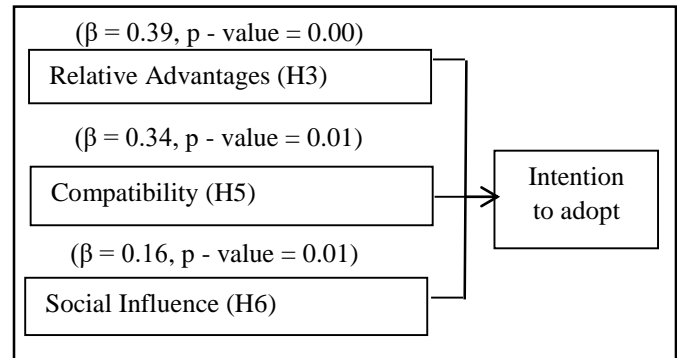 (β = 0.39, p - value = 0.00)
Relative Advantages (H3)
(β = 0.34, p - value = 0.01)
Compatibility (H5)
(β = 0.16, p - value = 0.01)
Social Influence (H6)
Intention
to adopt